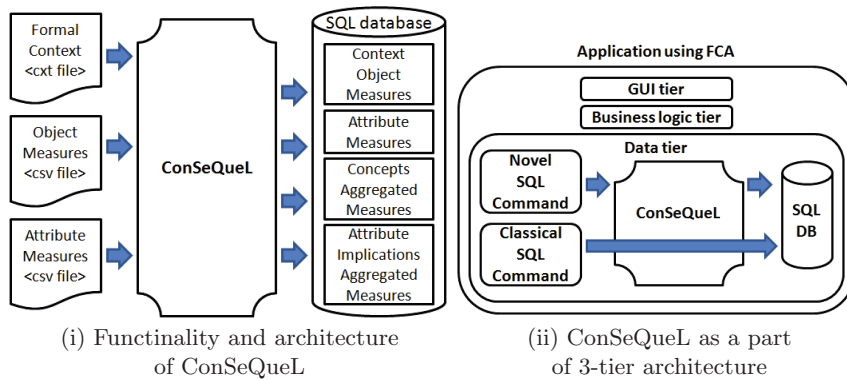 Formal
Context
<cxt file>
Object
Measures
<csv file>
Attribute
Measures
<csv file>
ConSeQueL
SQL database
Context
Object
Measures
Attribute
Measures
Concepts
Aggregated
Measures
Attribute
Implications
Aggregated
Measures
(i) Functinality and architecture
of ConSeQueL
Application using FCA
GUI tier
Business logic tier
Data tier
Novel
SQL
Command
Classical
SQL
Command
ConSeQueL
SQL
DB
(ii) ConSeQueL as a part
of 3-tier architecture